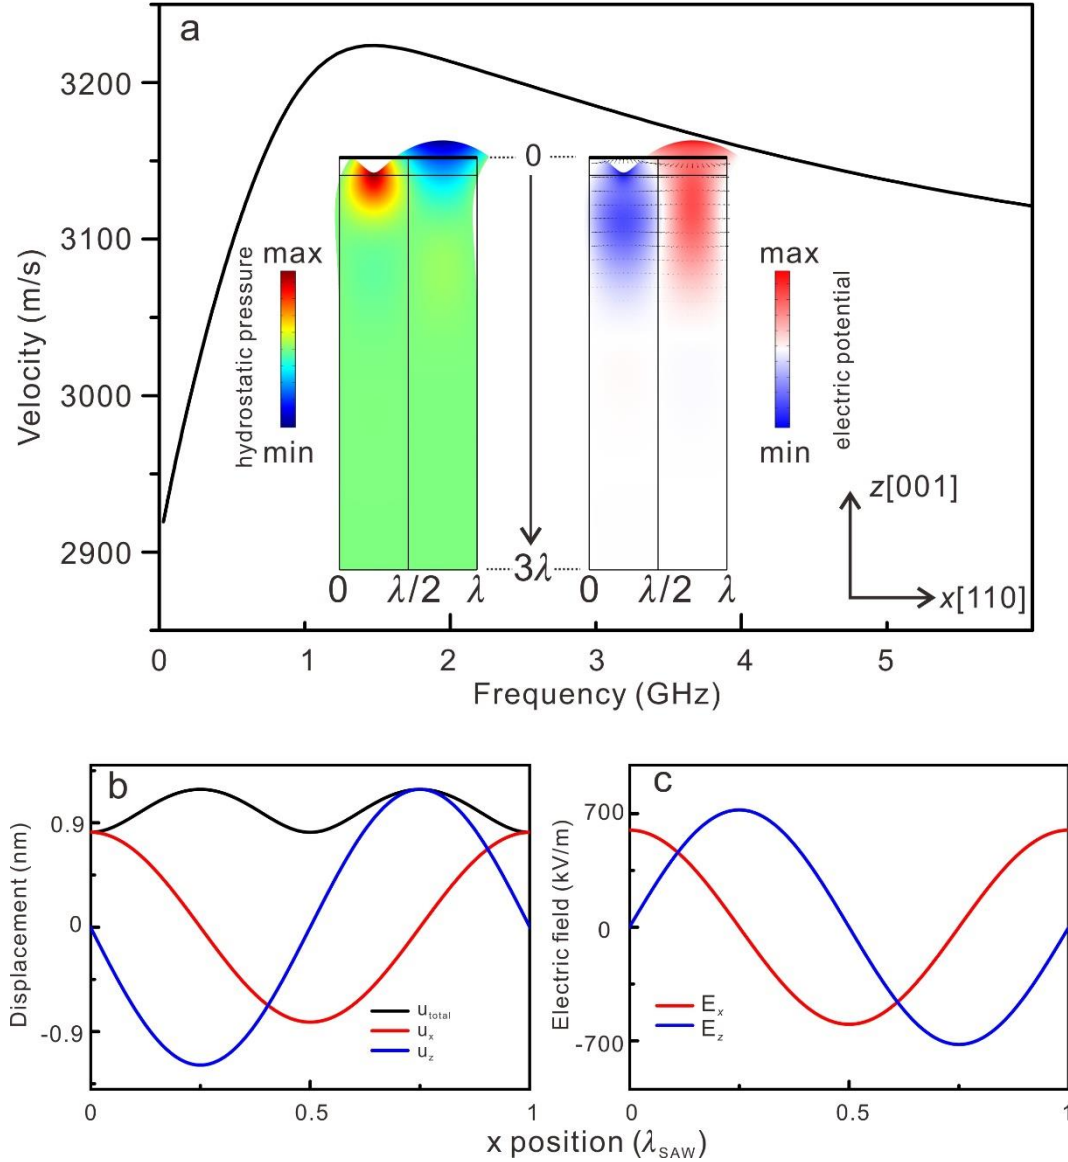 a
3200
3100
3000
2900
Velocity (m/s)
0
1
2
3
4
5
Frequency (GHz)
max
min
hydrostatic pressure
0
3λ
0
λ/2
λ
0
λ/2
λ
max
min
electric potential
z[001]
x[110]
b
0.9
0
-0.9
Displacement (nm)
u_total
u_x
u_z
0
0.5
1
c
700
0
-700
Electric field (kV/m)
E_x
E_z
0
0.5
1
x position (λ_SAW)